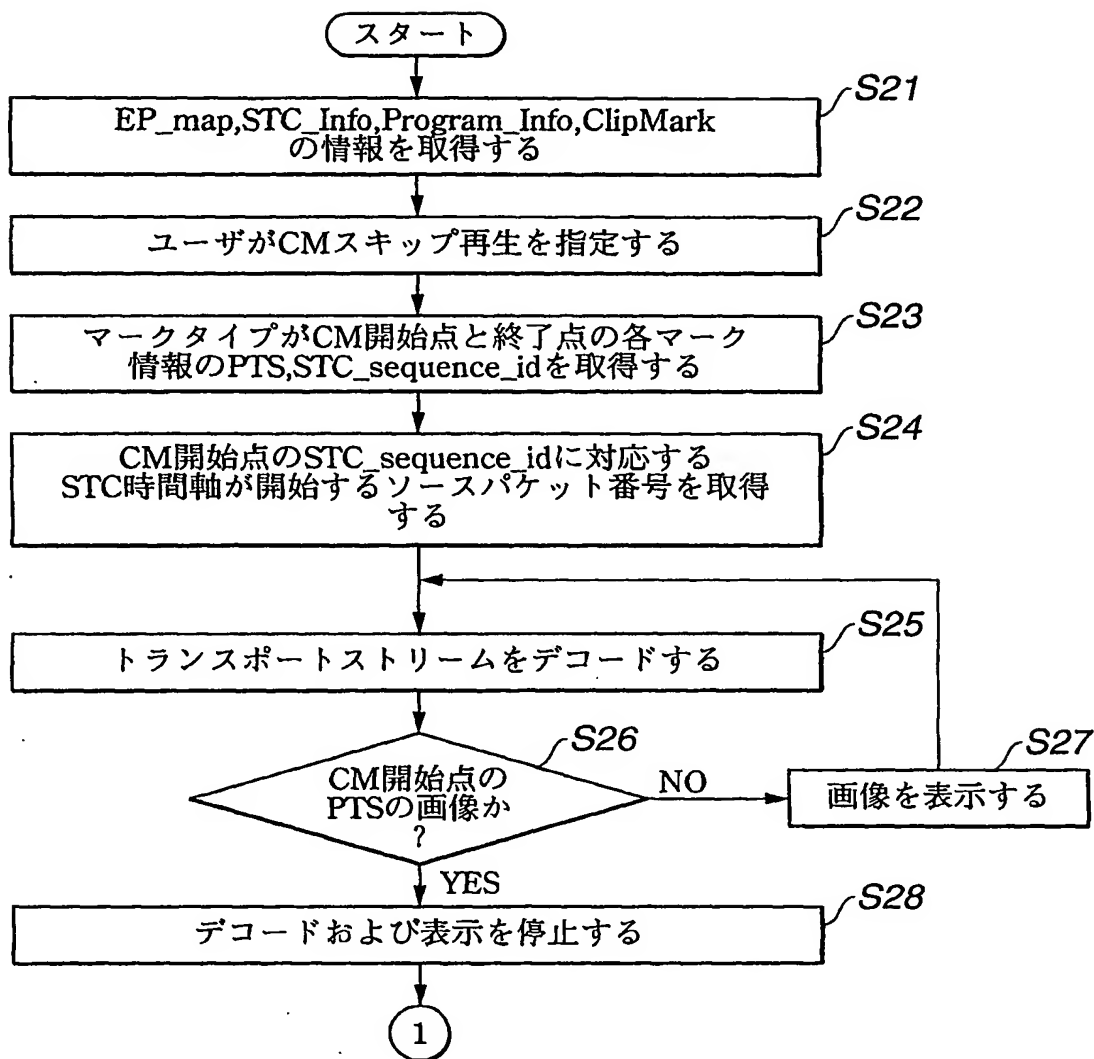 スタート
S21
EP_map,STC_Info,Program_Info,ClipMark
の情報を取得する
S22
ユーザがCMスキップ再生を指定する
S23
マークタイプがCM開始点と終了点の各マーク
情報のPTS,STC_sequence_idを取得する
S24
CM開始点のSTC_sequence_idに対応する
STC時間軸が開始するソースパケット番号を取得
する
S25
トランスポートストリームをデコードする
S26
CM開始点の
PTSの画像か
?
NO
S27
画像を表示する
YES
S28
デコードおよび表示を停止する
1